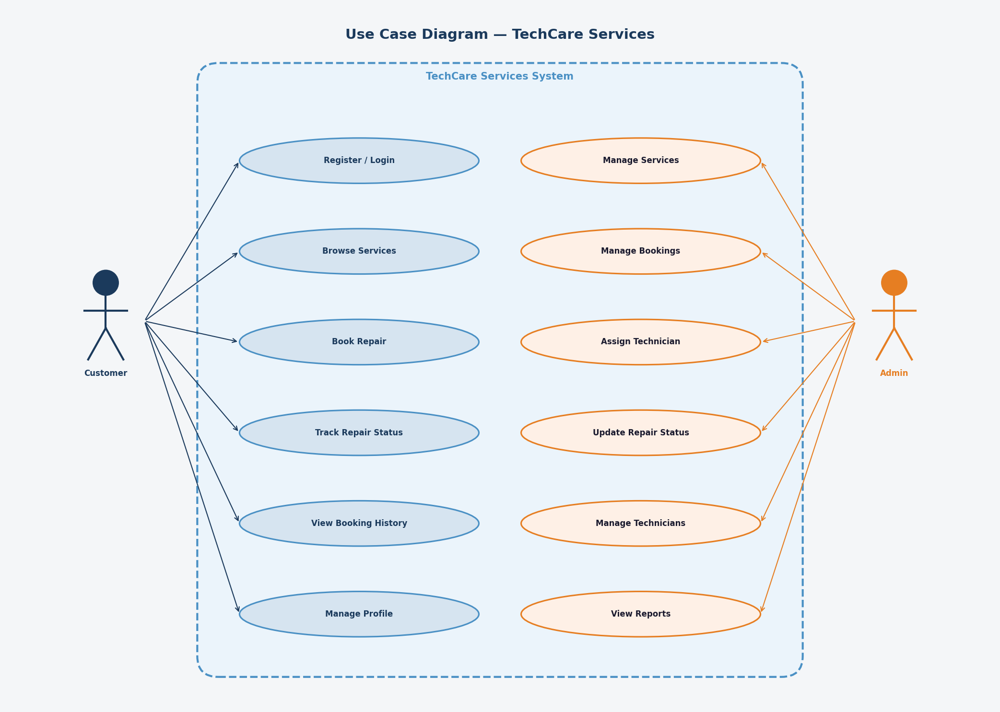 Use Case Diagram — TechCare Services
TechCare Services System
Register / Login
Manage Services
Browse Services
Manage Bookings
Book Repair
Assign Technician
Customer
Admin
Track Repair Status
Update Repair Status
View Booking History
Manage Technicians
Manage Profile
View Reports